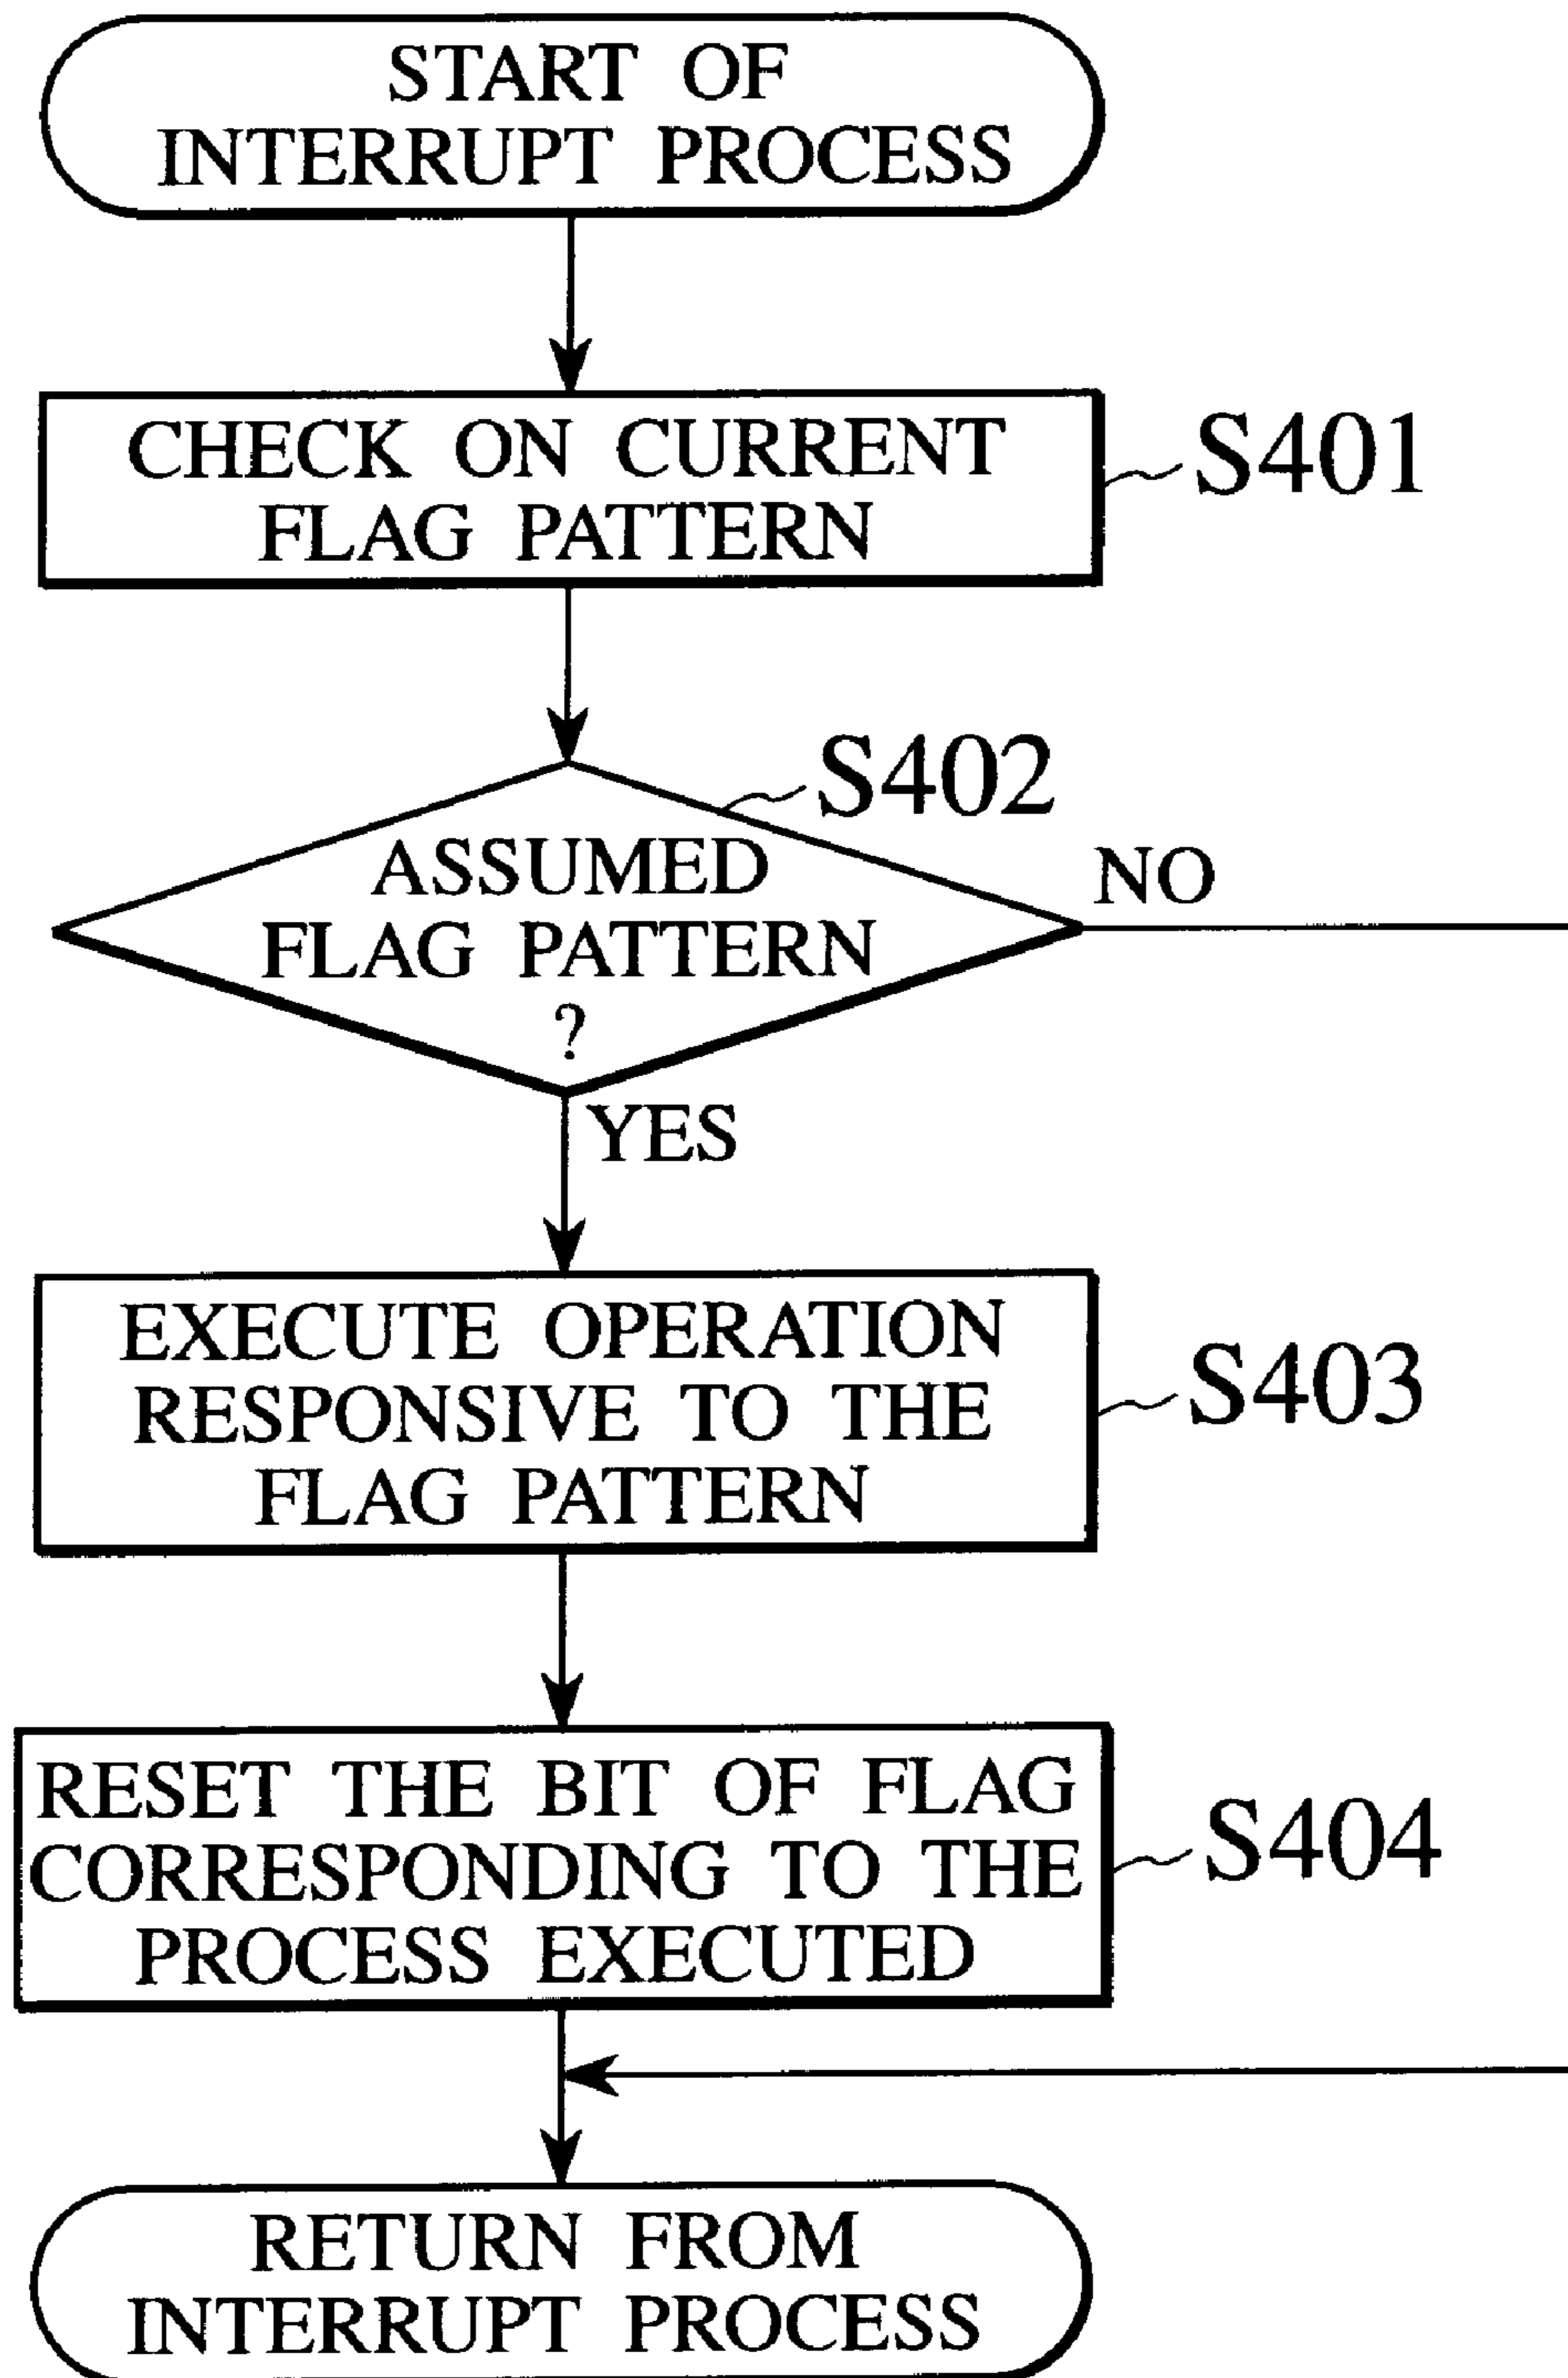 START OF
INTERRUPT PROCESS
CHECK ON CURRENT
FLAG PATTERN
S401
S402
ASSUMED
FLAG PATTERN
?
NO
YES
EXECUTE OPERATION
RESPONSIVE TO THE
FLAG PATTERN
S403
RESET THE BIT OF FLAG
CORRESPONDING TO THE
PROCESS EXECUTED
S404
RETURN FROM
INTERRUPT PROCESS